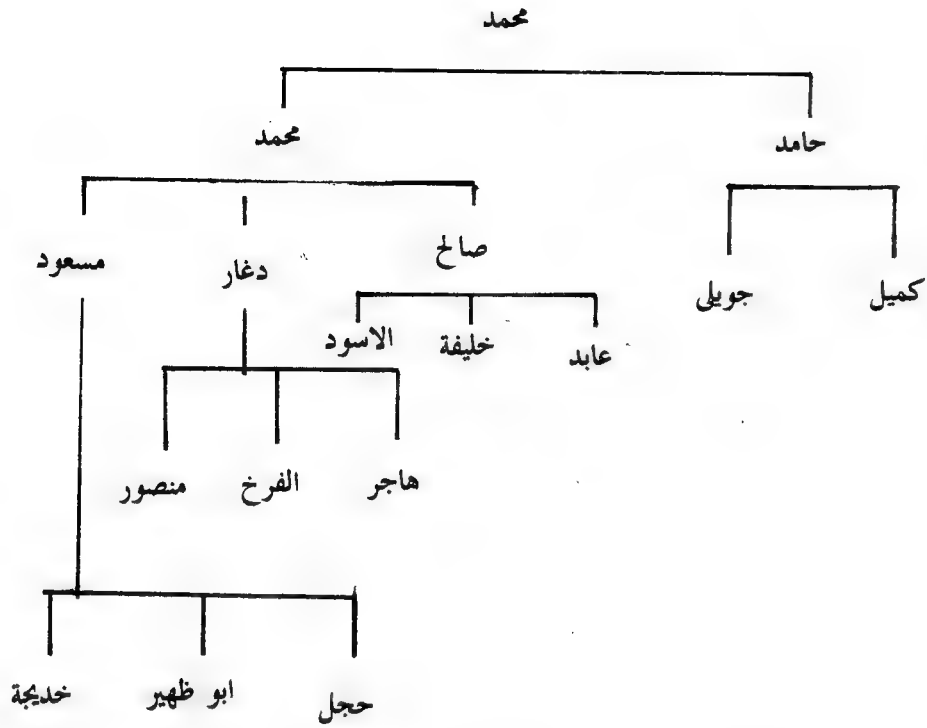 محمد
حامد
محمد
كميل
جويلى
صالح
دغار
مسعود
عابد
خليفة
الاسود
هاجر
الفرخ
منصور
حجل
ابو ظهير
خديجة